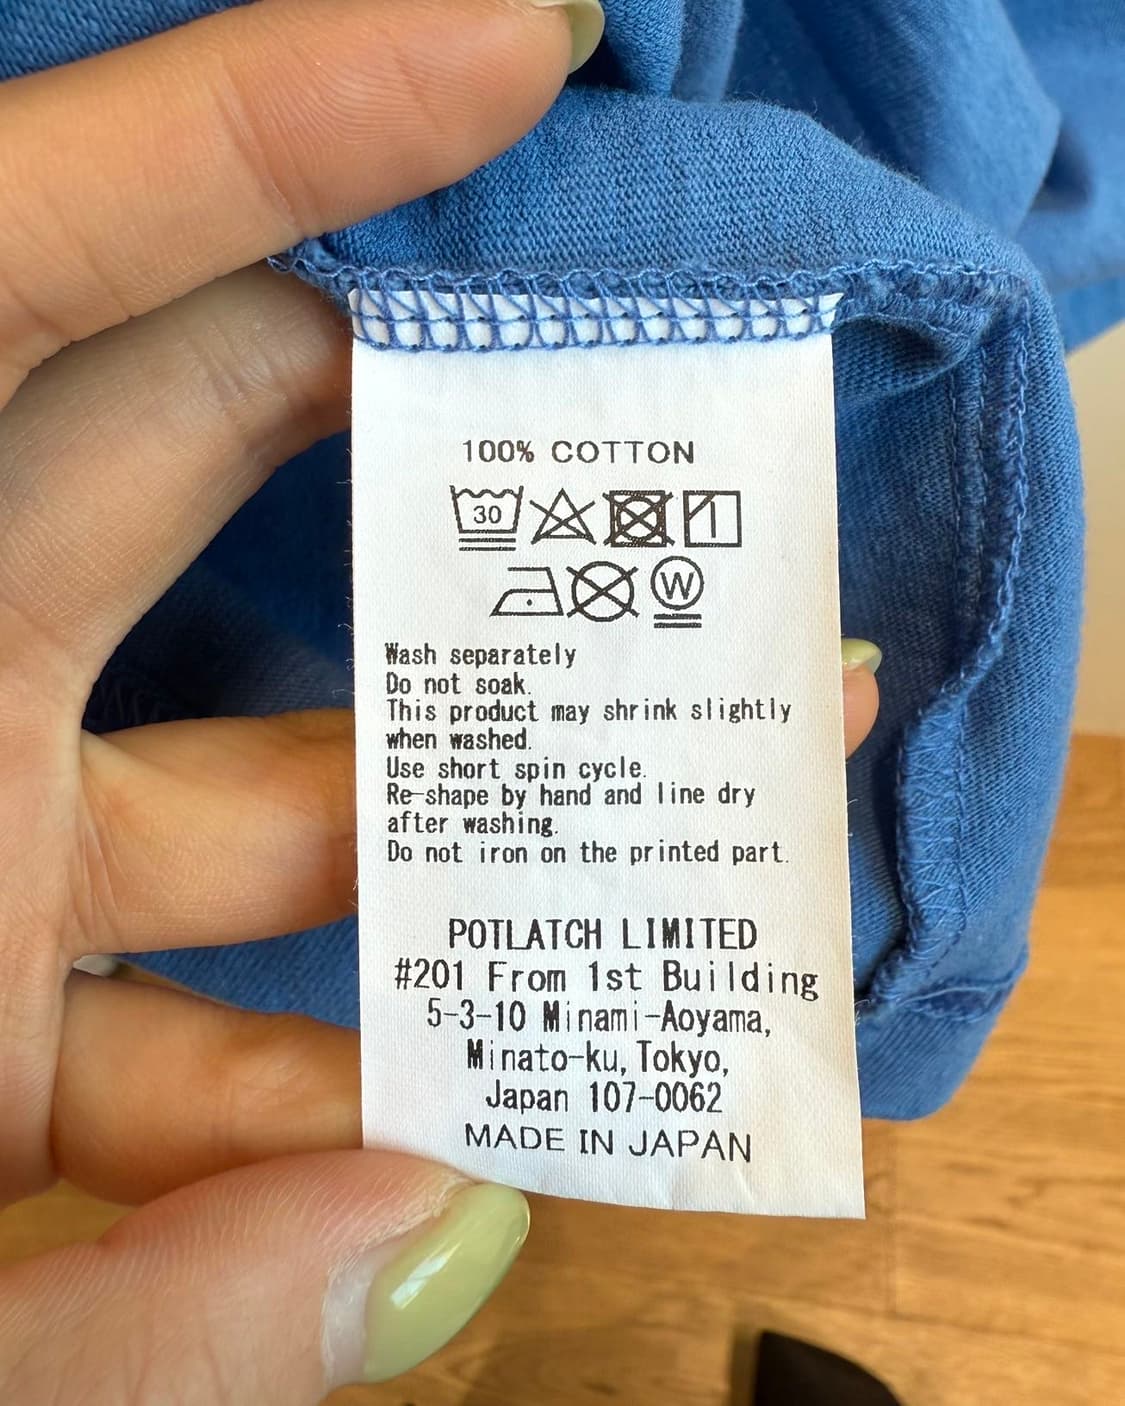 100% COTTON
30
W
Wash separately
Do not soak.
This product may shrink slightly
when washed.
Use short spin cycle.
Re-shape by hand and line dry
after washing.
Do not iron on the printed part.
POTLATCH LIMITED
#201 From 1st Building
5-3-10 Minami-Aoyama,
Minato-ku, Tokyo,
Japan 107-0062
MADE IN JAPAN